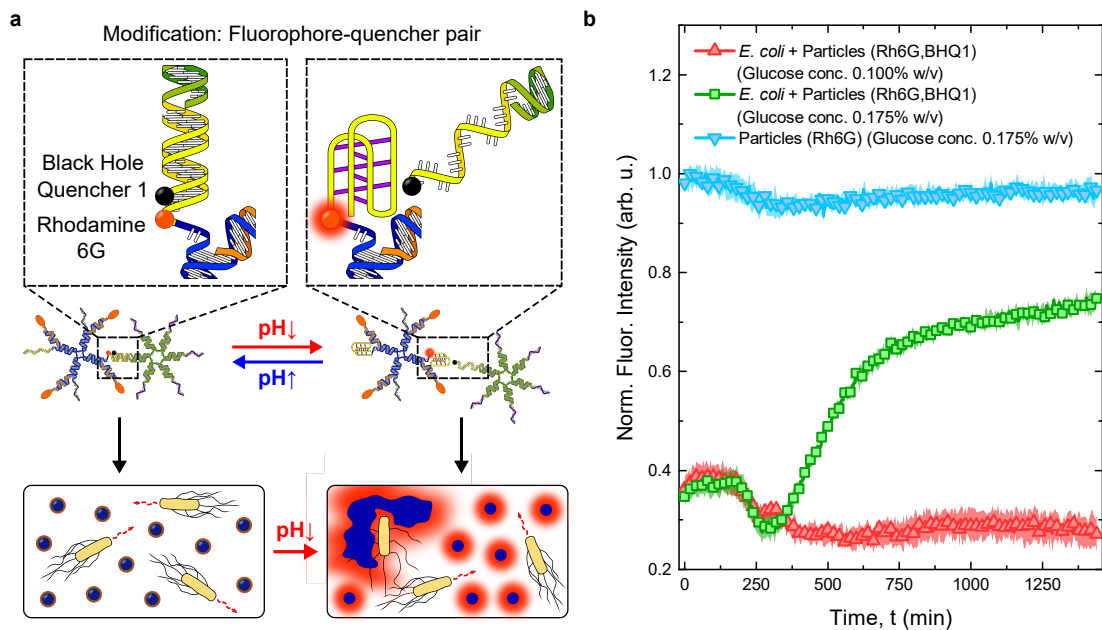 a
Modification: Fluorophore-quencher pair
Black Hole
Quencher 1
Rhodamine
6G
pH↓
pH↑
pH↓
b
Norm. Fluor. Intensity (arb. u.)
1.2
1.0
0.8
0.6
0.4
0.2
E. coli + Particles (Rh6G,BHQ1)
(Glucose conc. 0.100% w/v)
E. coli + Particles (Rh6G,BHQ1)
(Glucose conc. 0.175% w/v)
Particles (Rh6G) (Glucose conc. 0.175% w/v)
0 250 500 750 1000 1250
Time, t (min)